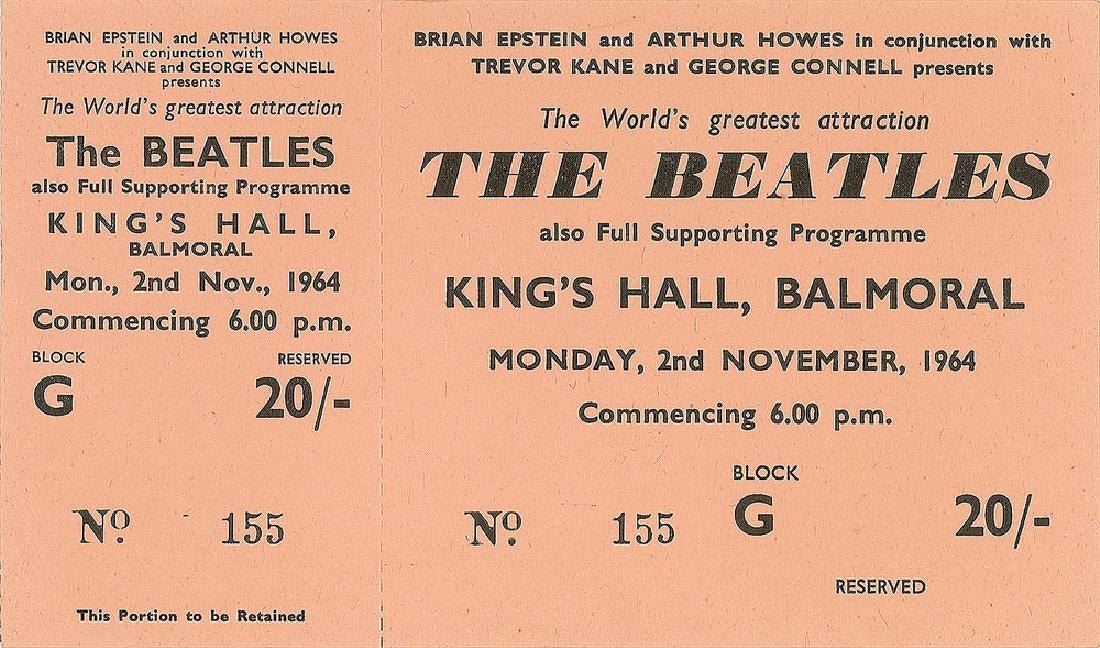 BRIAN EPSTEIN and ARTHUR HOWES
in conjunction with
TREVOR KANE and GEORGE CONNELL
presents
The World's greatest attraction
The BEATLES
also Full Supporting Programme
KING'S HALL,
BALMORAL
Mon., 2nd Nov., 1964
Commencing 6.00 p.m.
BLOCK RESERVED
G 20/-
Nº. 155
This Portion to be Retained
BRIAN EPSTEIN and ARTHUR HOWES in conjunction with
TREVOR KANE and GEORGE CONNELL presents
The World's greatest attraction
THE BEATLES
also Full Supporting Programme
KING'S HALL, BALMORAL
MONDAY, 2nd NOVEMBER, 1964
Commencing 6.00 p.m.
BLOCK
Nº. 155 G 20/-
RESERVED